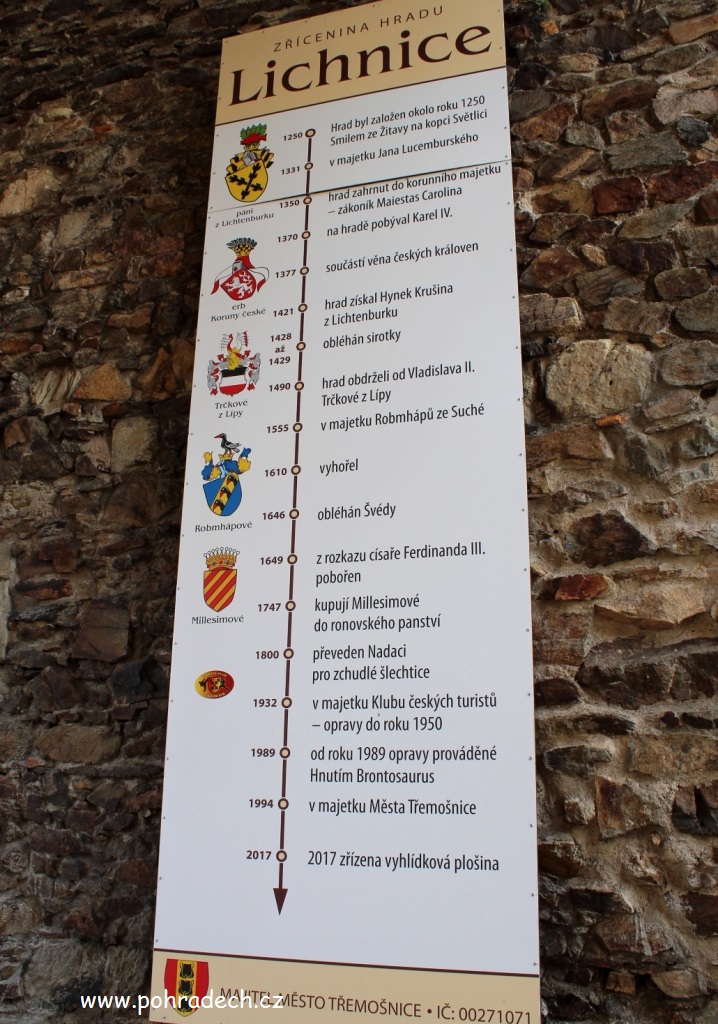 ZŘÍCENINA HRADU
Lichnice
1250
Hrad byl založen okolo roku 1250
Smilem ze Žitavy na kopci Světlici
1331
v majetku Jana Lucemburského
páni
z Lichtenburku
1350
hrad zahrnut do korunního majetku
– zákoník Maiestas Carolina
1370
na hradě pobýval Karel IV.
1377
součástí věna českých královen
erb
Koruny české
1421
hrad získal Hynek Krušina
z Lichtenburku
1428
až
1429
obléhán sirotky
Trčkové
z Lípy
1490
hrad obdrželi od Vladislava II.
Trčkové z Lípy
1555
v majetku Robmhápů ze Suché
1610
vyhořel
Robmhápové
1646
obléhán Švédy
1649
z rozkazu císaře Ferdinanda III.
pobořen
Millesimové
1747
kupují Millesimové
do ronovského panství
1800
převeden Nadaci
pro zchudlé šlechtice
1932
v majetku Klubu českých turistů
– opravy do roku 1950
1989
od roku 1989 opravy prováděné
Hnutím Brontosaurus
1994
v majetku Města Třemošnice
2017
2017 zřízena vyhlídková plošina
MAJITEL MĚSTO TŘEMOŠNICE • IČ: 00271071
www.pohradech.cz